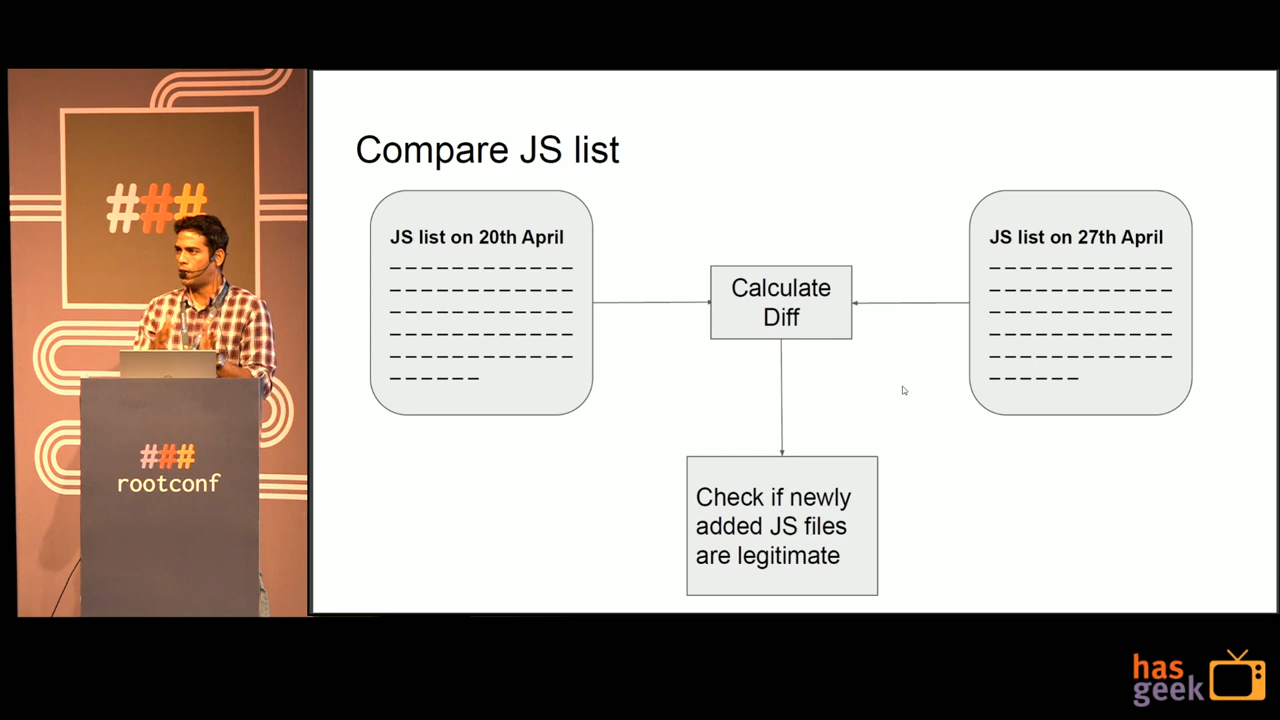 ###
###
rootconf
Compare JS list
JS list on 20th April
Calculate
Diff
JS list on 27th April
Check if newly
added JS files
are legitimate
has
geek